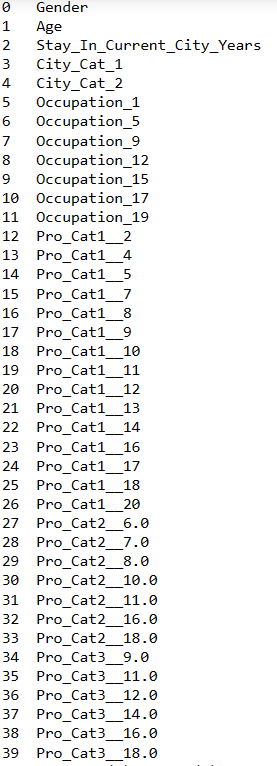 0 Gender
1 Age
2 Stay_In_Current_City_Years
3 City_Cat_1
4 City_Cat_2
5 Occupation_1
6 Occupation_5
7 Occupation_9
8 Occupation_12
9 Occupation_15
10 Occupation_17
11 Occupation_19
12 Pro_Cat1__2
13 Pro_Cat1__4
14 Pro_Cat1__5
15 Pro_Cat1__7
16 Pro_Cat1__8
17 Pro_Cat1__9
18 Pro_Cat1__10
19 Pro_Cat1__11
20 Pro_Cat1__12
21 Pro_Cat1__13
22 Pro_Cat1__14
23 Pro_Cat1__16
24 Pro_Cat1__17
25 Pro_Cat1__18
26 Pro_Cat1__20
27 Pro_Cat2__6.0
28 Pro_Cat2__7.0
29 Pro_Cat2__8.0
30 Pro_Cat2__10.0
31 Pro_Cat2__11.0
32 Pro_Cat2__16.0
33 Pro_Cat2__18.0
34 Pro_Cat3__9.0
35 Pro_Cat3__11.0
36 Pro_Cat3__12.0
37 Pro_Cat3__14.0
38 Pro_Cat3__16.0
39 Pro_Cat3__18.0